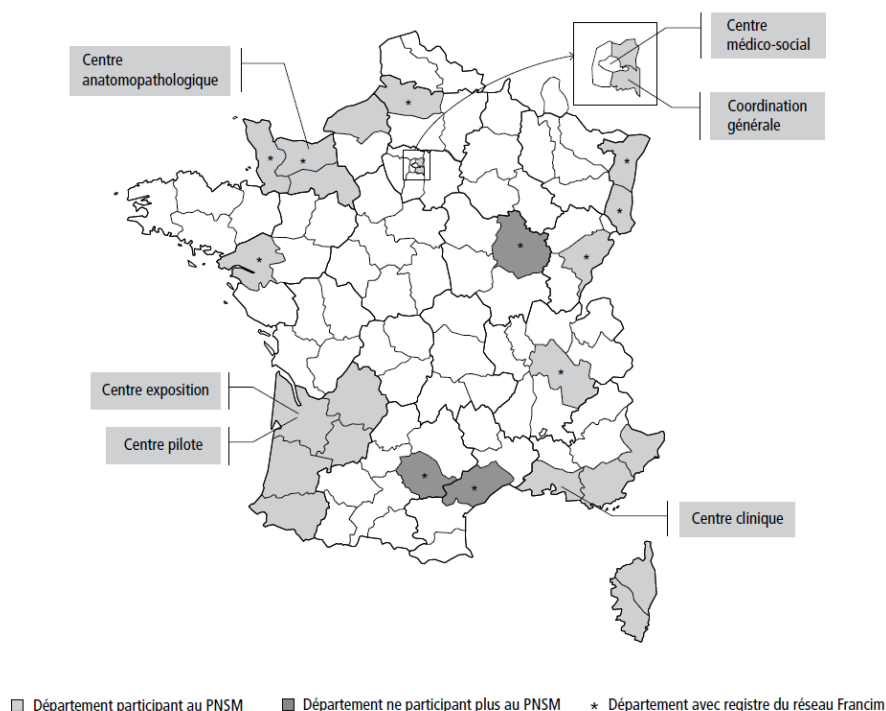 Centre
médico-social
Centre
anatomopathologique
Coordination
générale
*
*
*
*
*
*
*
*
Centre exposition
*
Centre pilote
*
*
Centre clinique
Département participant au PNSM
Département ne participant plus au PNSM
* Département avec registre du réseau Francim